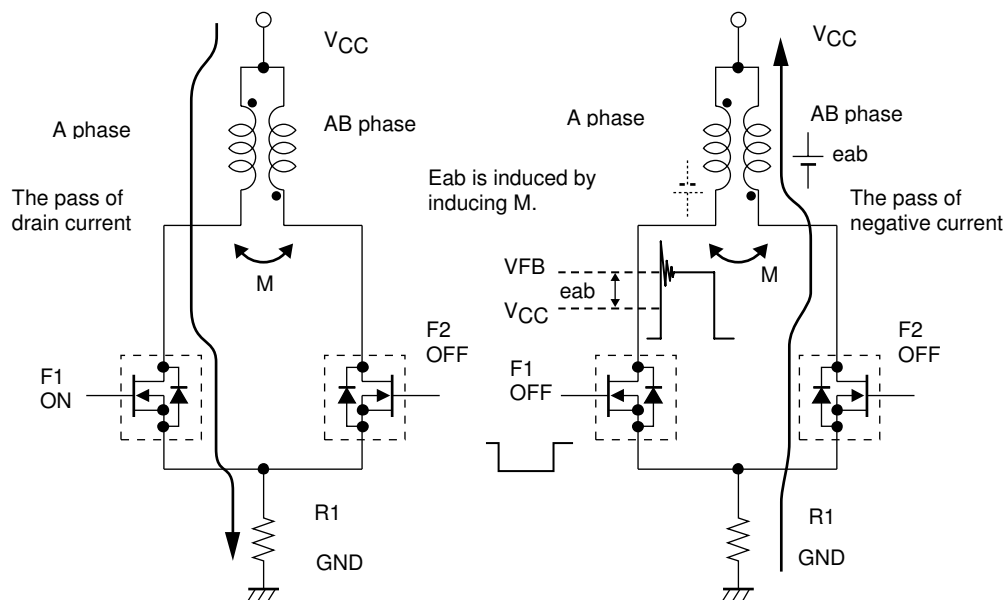 VCC
A phase
AB phase
The pass of
drain current
M
F1
ON
F2
OFF
R1
GND
VCC
A phase
AB phase
eab
Eab is induced by
inducing M.
The pass of
negative current
M
VFB
eab
VCC
F1
OFF
F2
OFF
R1
GND